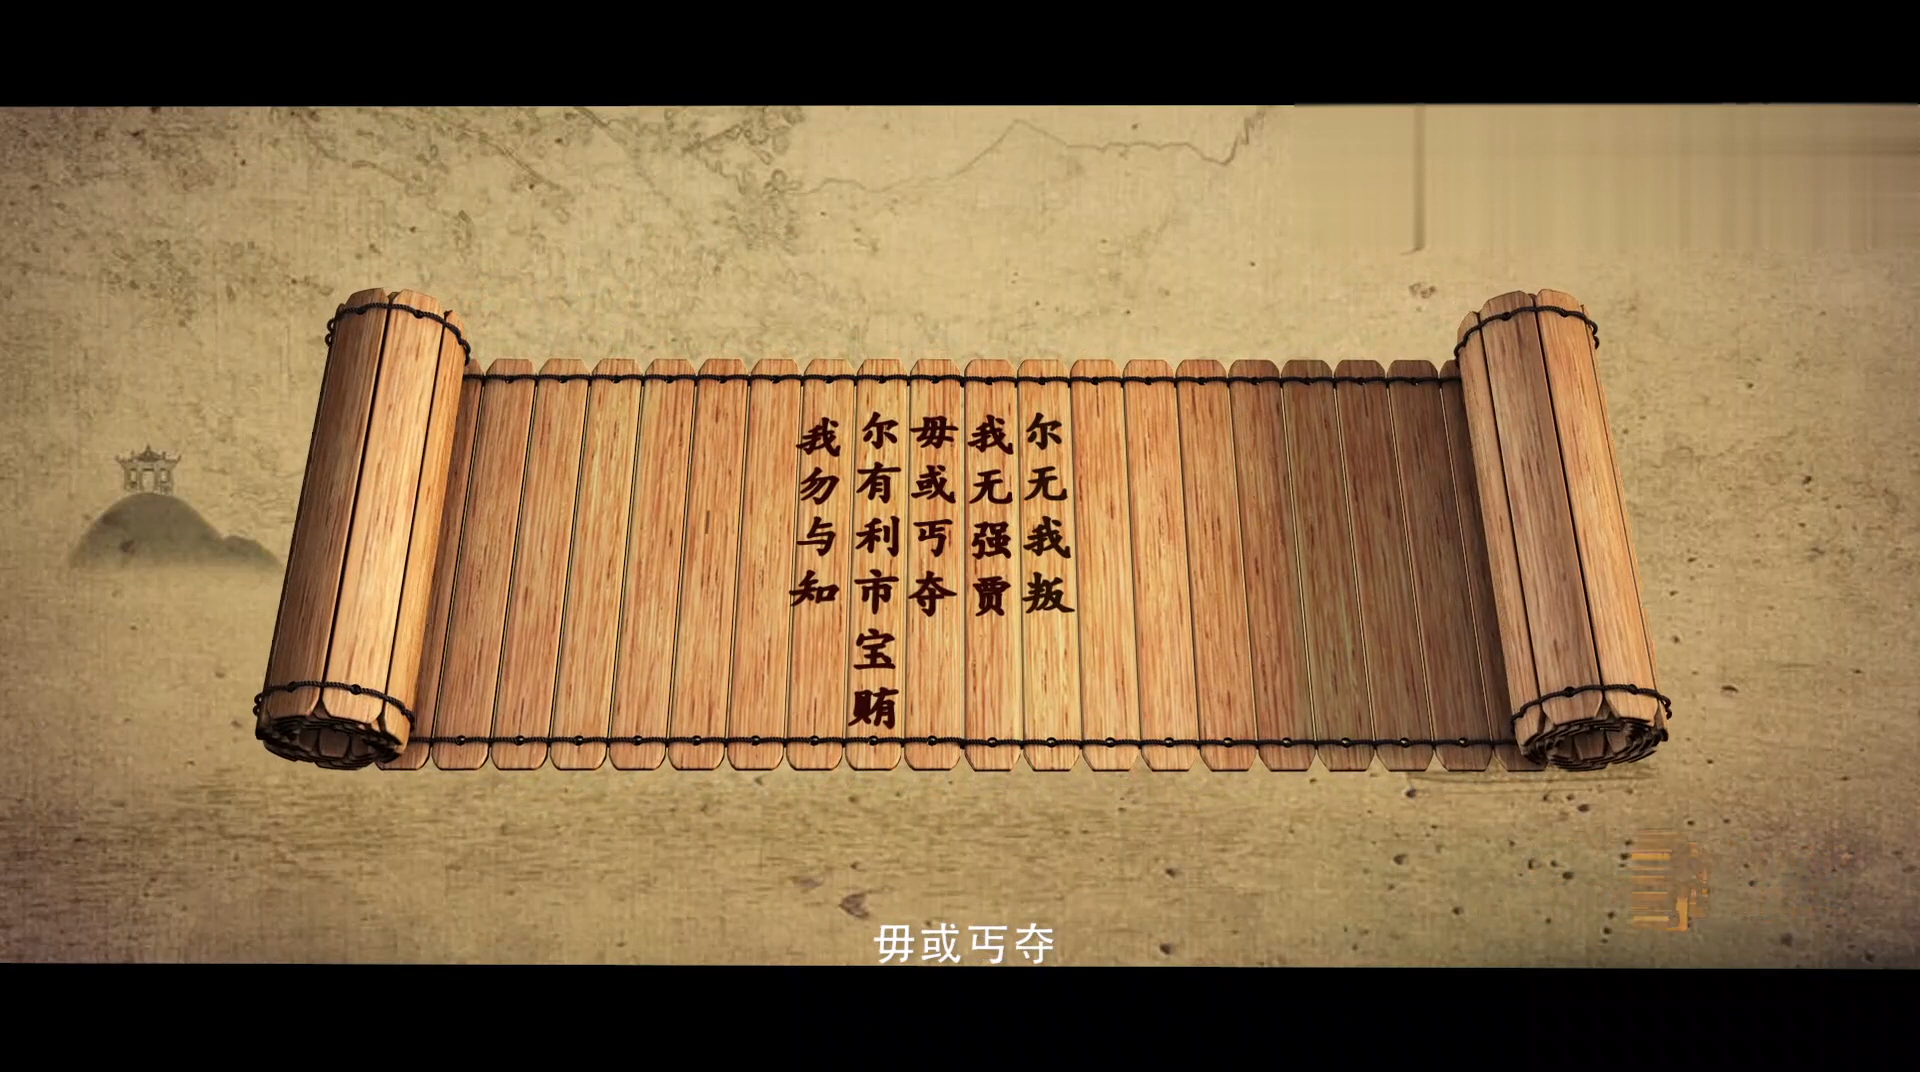 尔无我叛
我无强贾
毋或丐夺
尔有利市宝贿
我勿与知
毋或丐夺